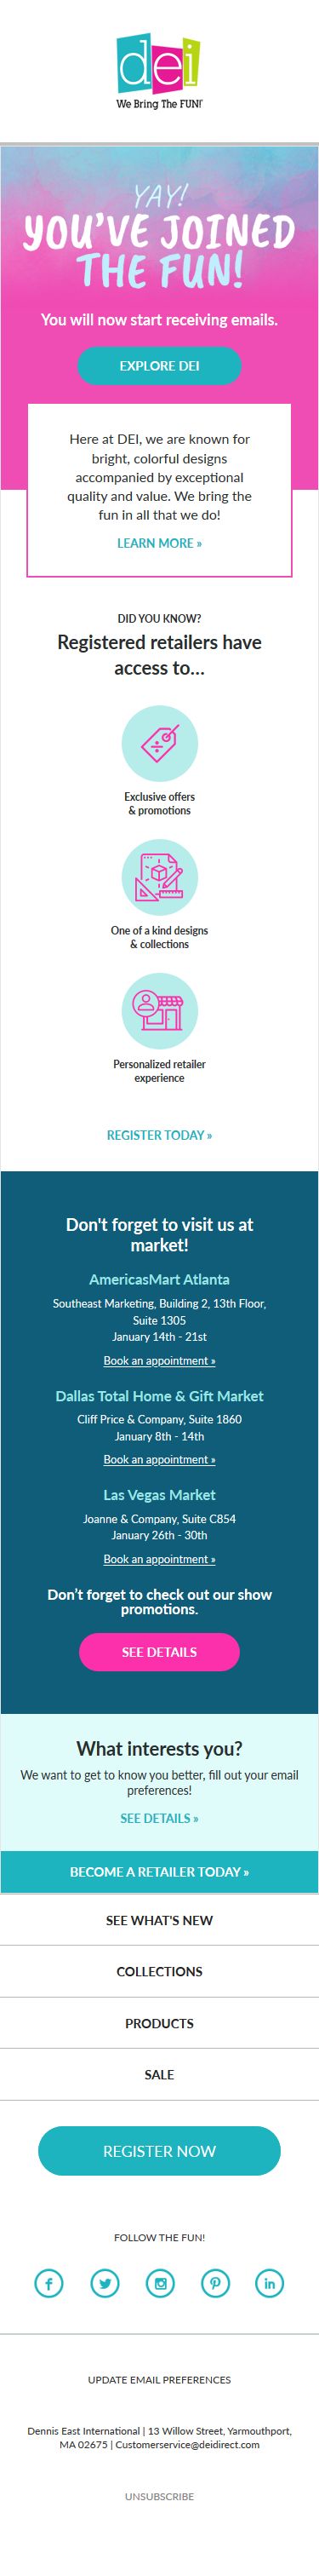 dei
We Bring The FUN!
YAY!
YOU'VE JOINED
THE FUN!
You will now start receiving emails.
EXPLORE DEI
Here at DEI, we are known for
bright, colorful designs
accompanied by exceptional
quality and value. We bring the
fun in all that we do!
LEARN MORE »
DID YOU KNOW?
Registered retailers have
access to...
Exclusive offers
& promotions
One of a kind designs
& collections
Personalized retailer
experience
REGISTER TODAY »
Don't forget to visit us at
market!
AmericasMart Atlanta
Southeast Marketing, Building 2, 13th Floor,
Suite 1305
January 14th - 21st
Book an appointment »
Dallas Total Home & Gift Market
Cliff Price & Company, Suite 1860
January 8th - 14th
Book an appointment »
Las Vegas Market
Joanne & Company, Suite C854
January 26th - 30th
Book an appointment »
Don’t forget to check out our show
promotions.
SEE DETAILS
What interests you?
We want to get to know you better, fill out your email
preferences!
SEE DETAILS »
BECOME A RETAILER TODAY »
SEE WHAT'S NEW
COLLECTIONS
PRODUCTS
SALE
REGISTER NOW
FOLLOW THE FUN!
UPDATE EMAIL PREFERENCES
Dennis East International | 13 Willow Street, Yarmouthport,
MA 02675 | Customerservice@deidirect.com
UNSUBSCRIBE